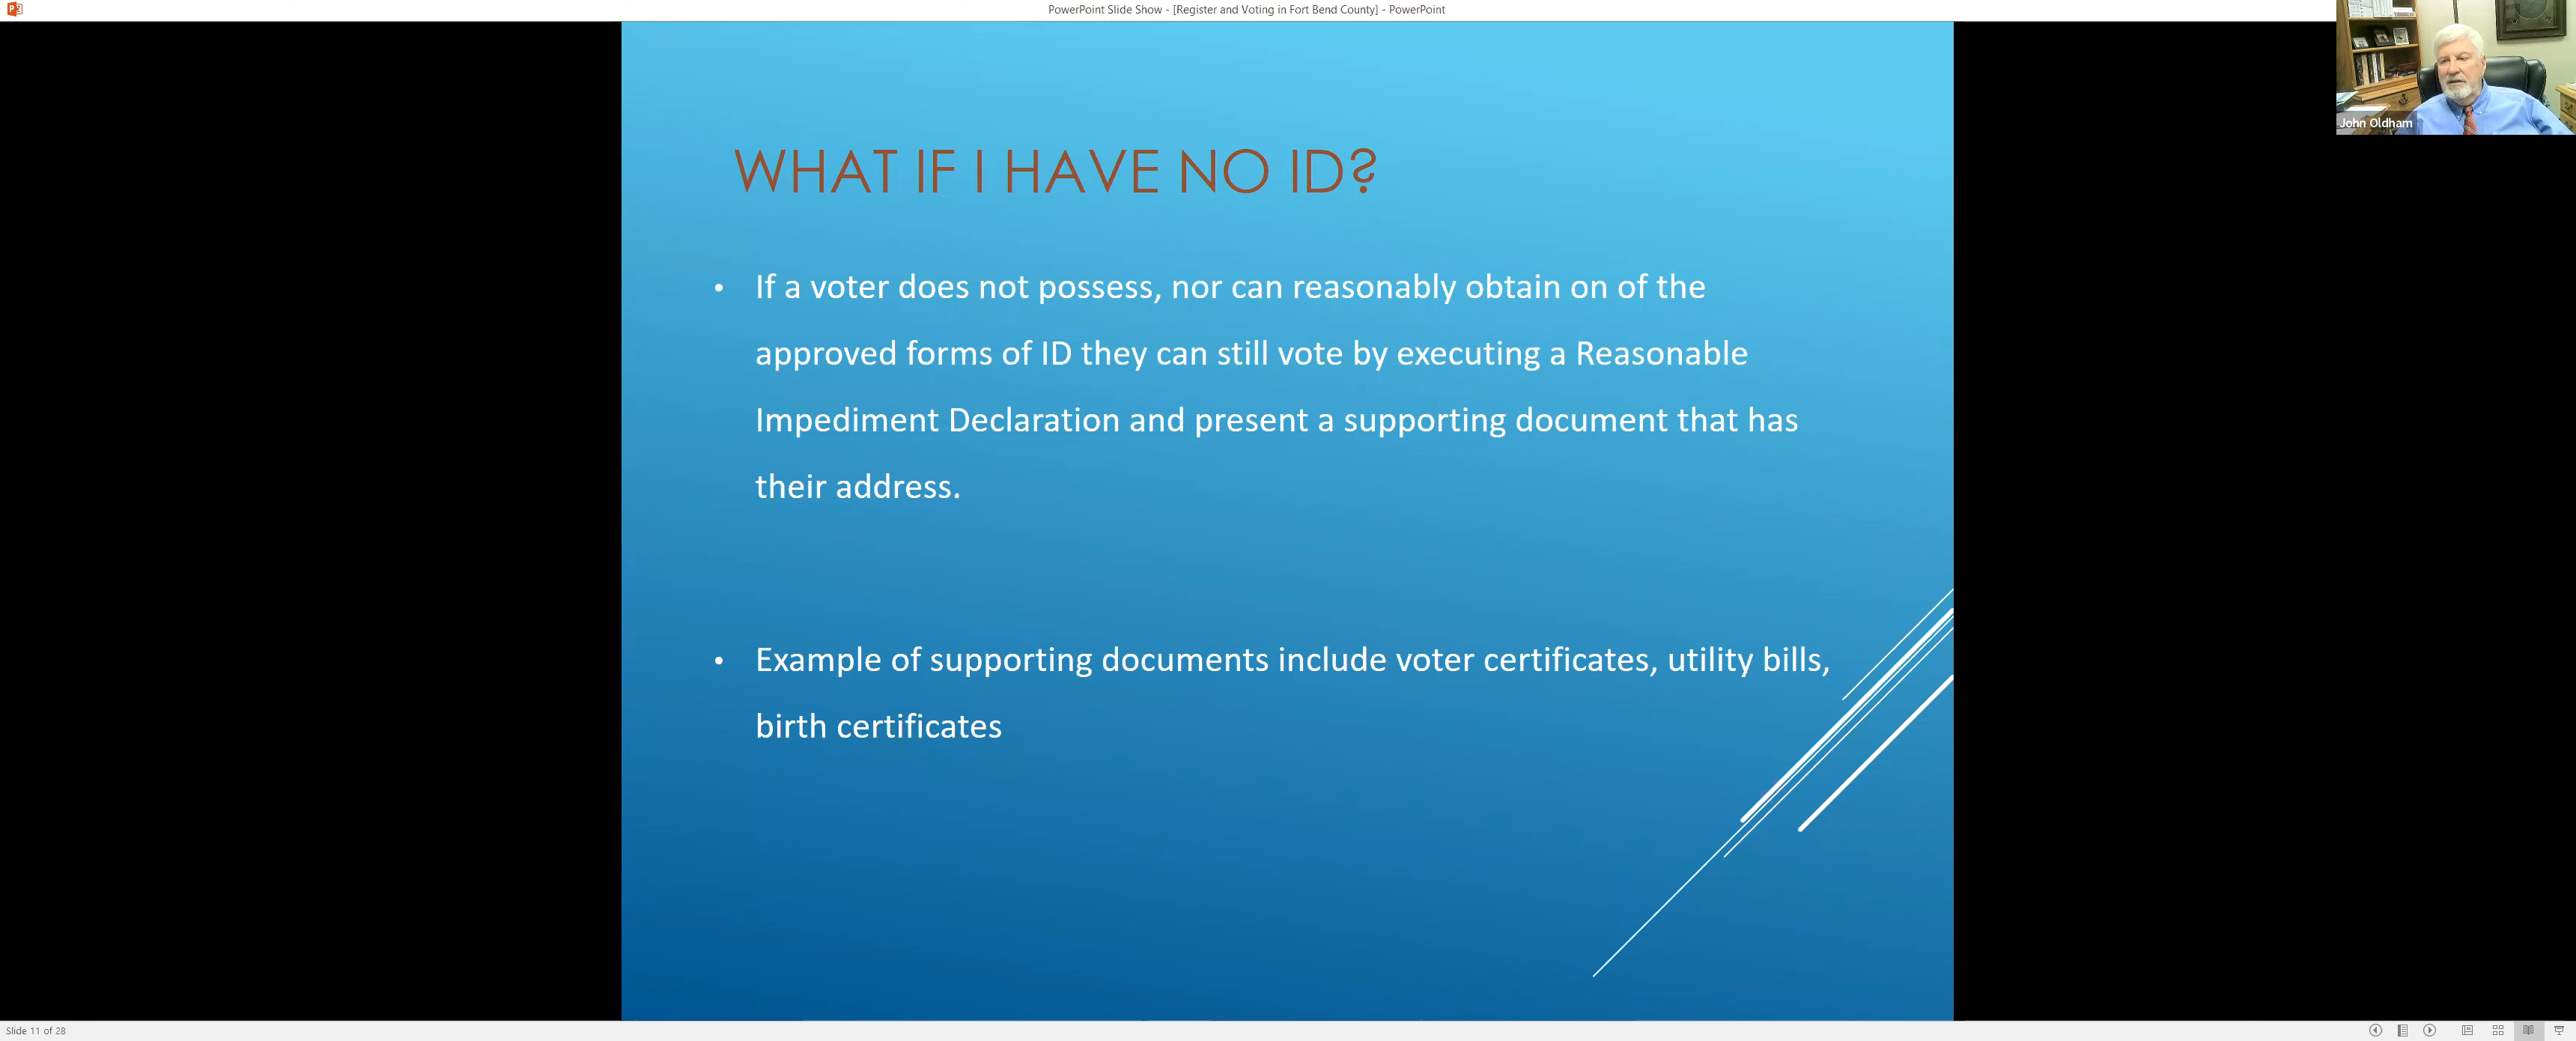 PowerPoint Slide Show - [Register and Voting in Fort Bend County] - PowerPoint
John Oldham
WHAT IF I HAVE NO ID?
• If a voter does not possess, nor can reasonably obtain on of the
approved forms of ID they can still vote by executing a Reasonable
Impediment Declaration and present a supporting document that has
their address.
• Example of supporting documents include voter certificates, utility bills,
birth certificates
Slide 11 of 28